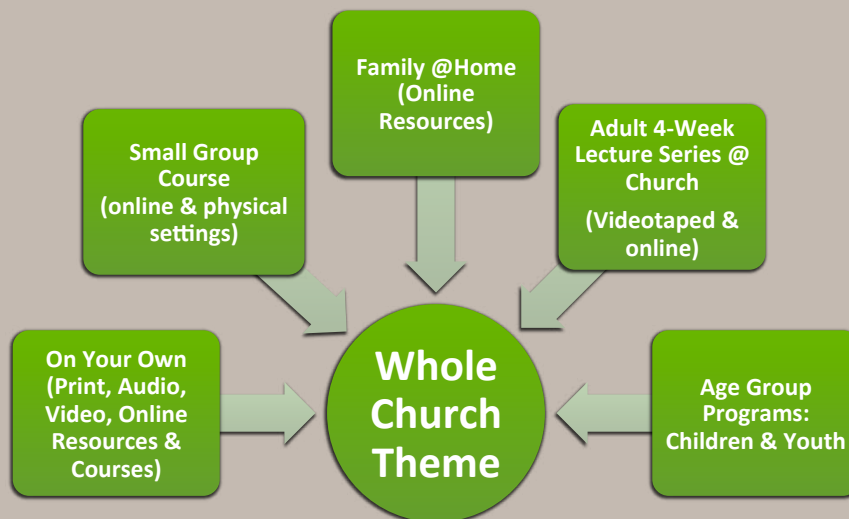 Family @Home
(Online
Resources)
Small Group
Course
(online & physical
settings)
Adult 4-Week
Lecture Series @
Church
(Videotaped &
online)
On Your Own
(Print, Audio,
Video, Online
Resources &
Courses)
Whole
Church
Theme
Age Group
Programs:
Children & Youth